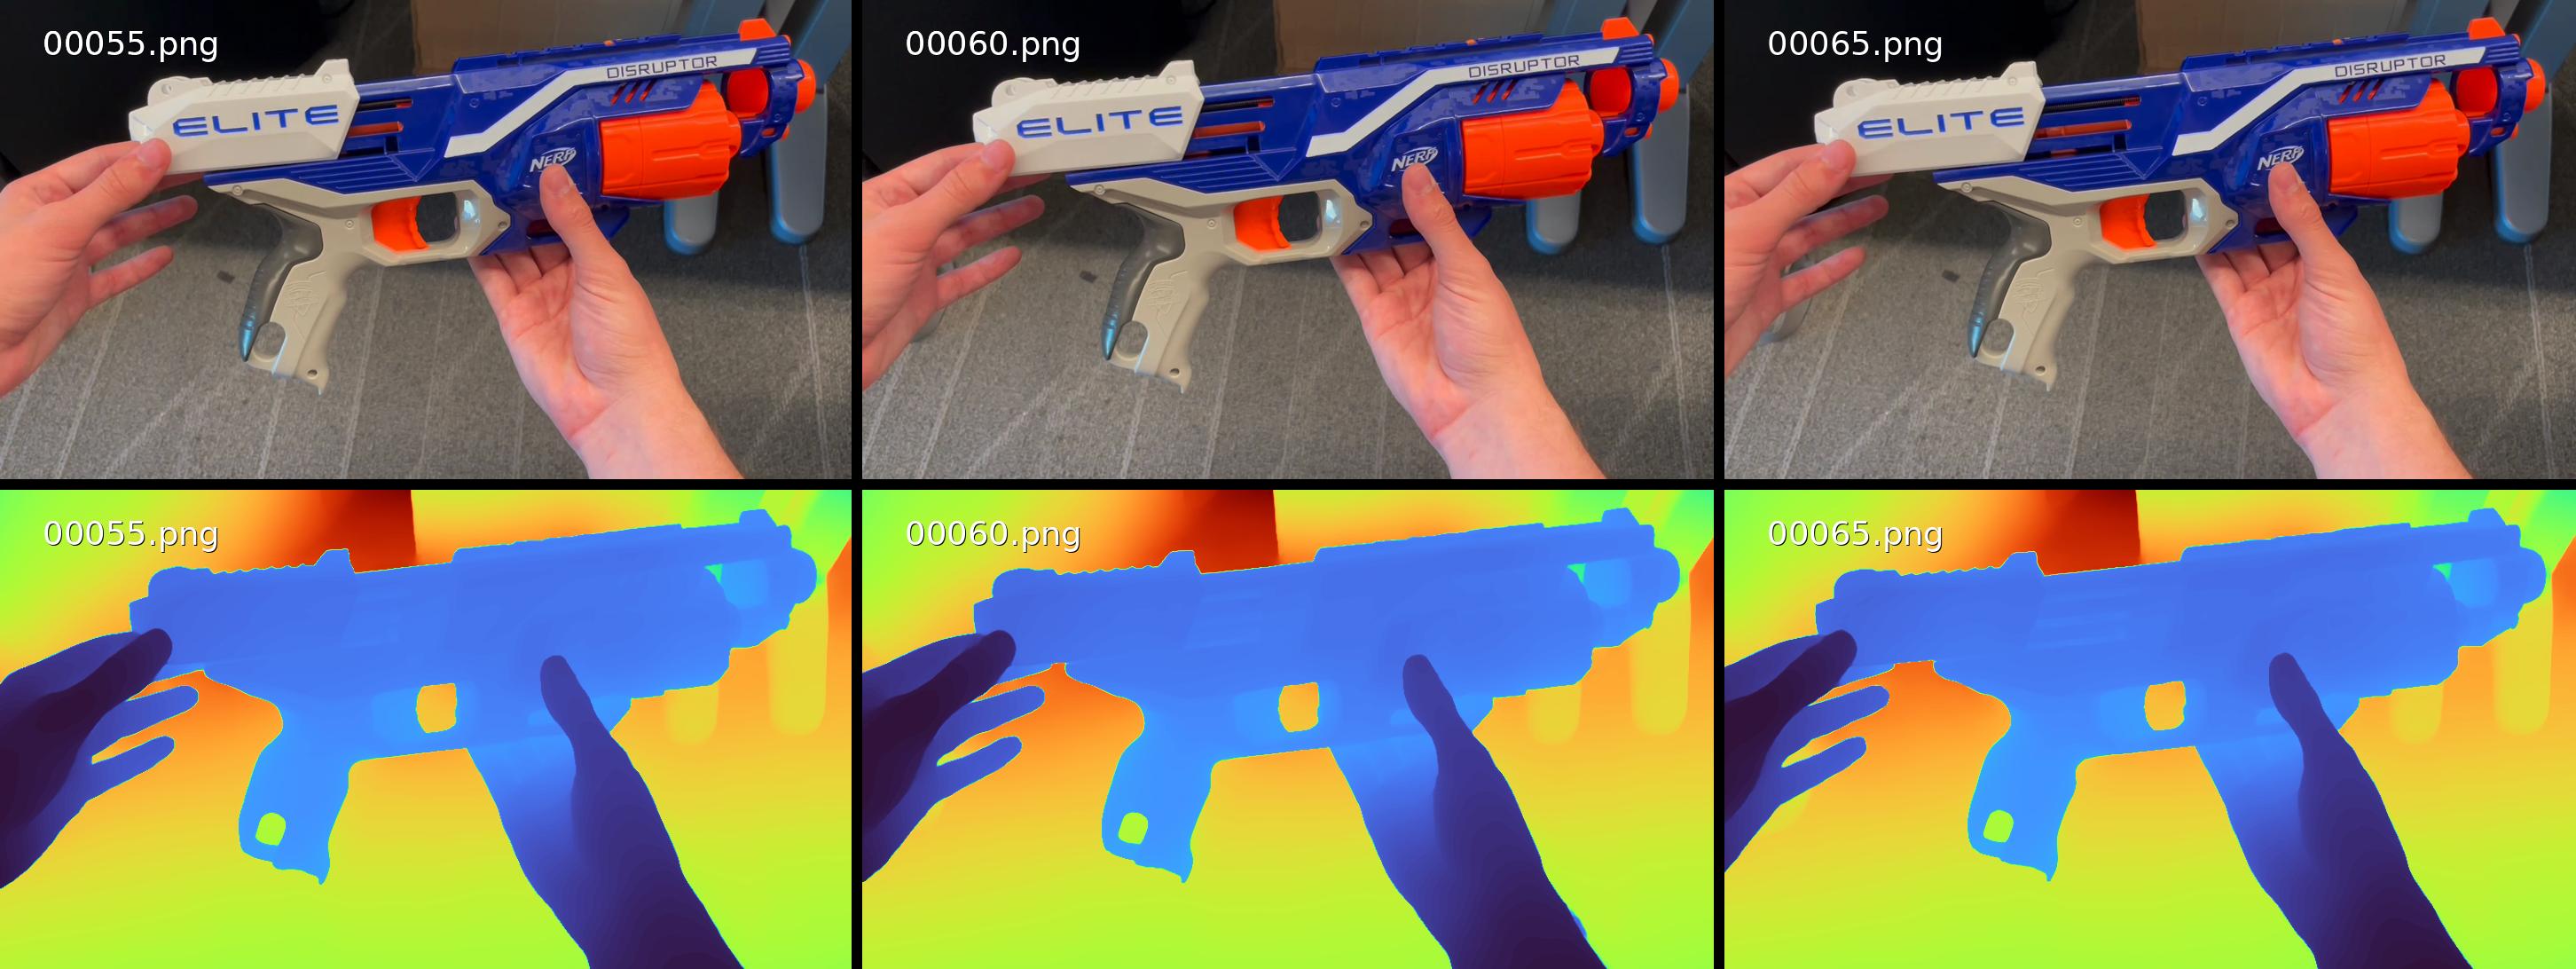 00055.png
00060.png
00065.png
DISRUPTOR
DISRUPTOR
DISRUPTOR
ELITE
ELITE
ELITE
NERF
NERF
NERF
00055.png
00060.png
00065.png